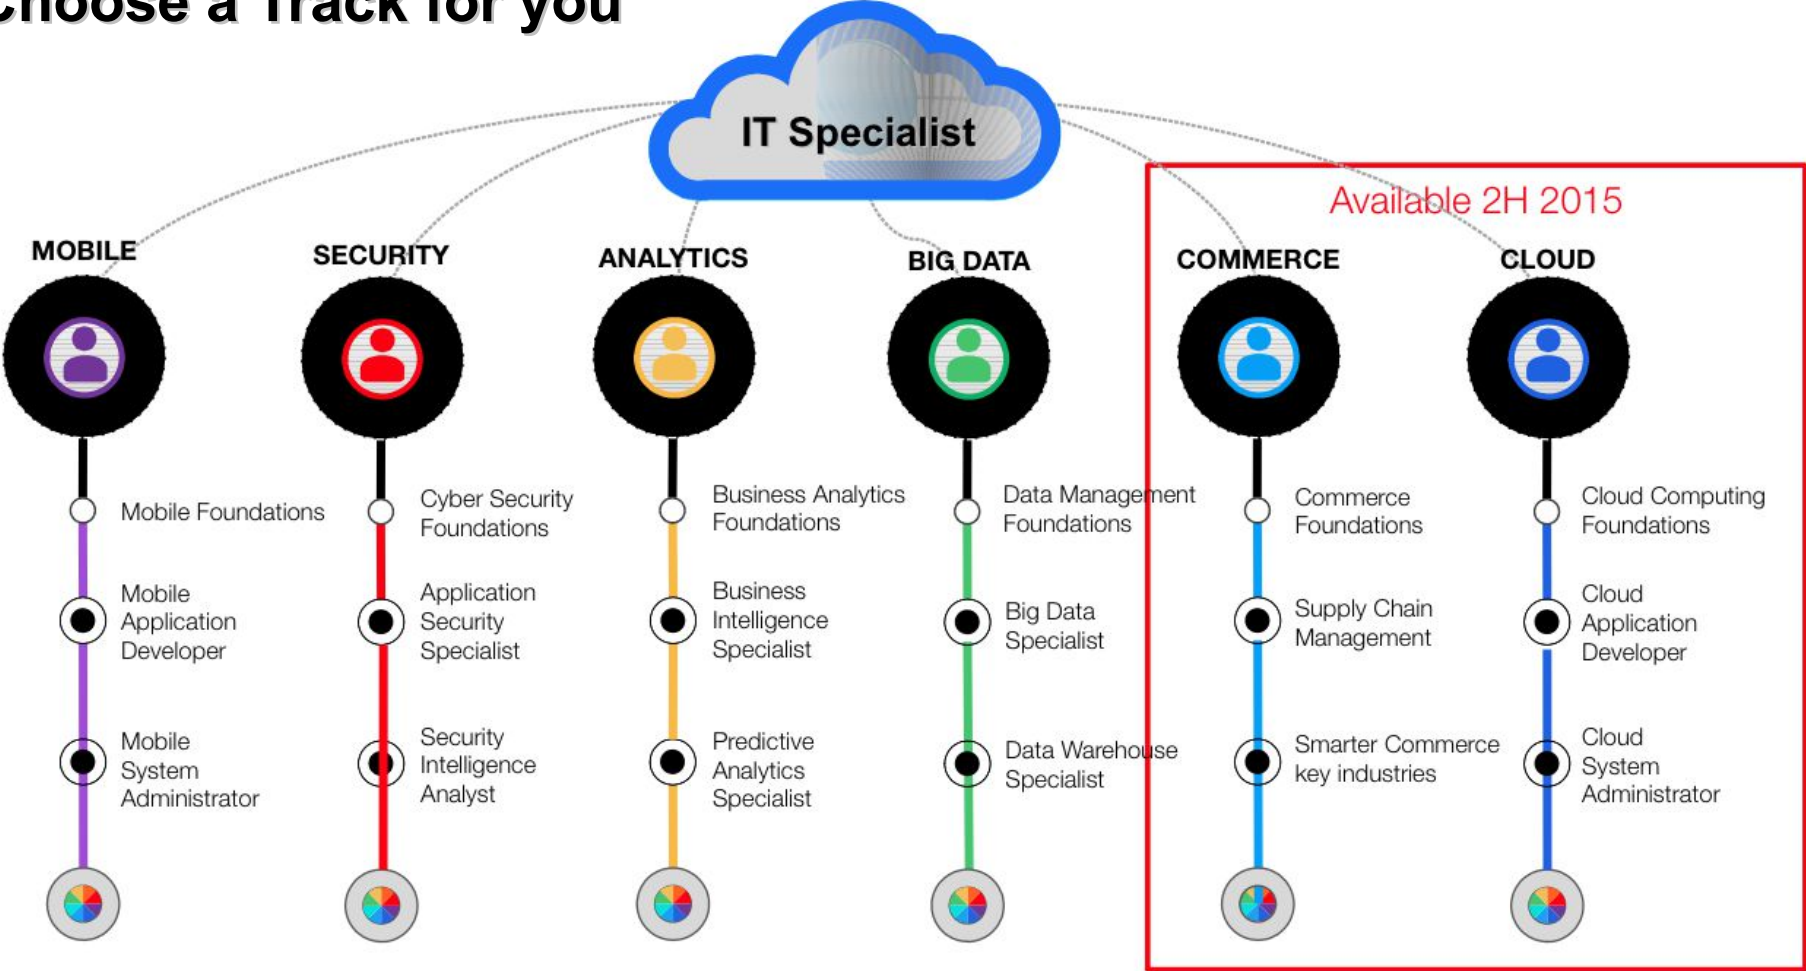 Choose a Track for you
IT Specialist
Available 2H 2015
MOBILE
SECURITY
ANALYTICS
BIG DATA
COMMERCE
CLOUD
Mobile Foundations
Mobile
Application
Developer
Mobile
System
Administrator
Cyber Security
Foundations
Application
Security
Specialist
Security
Intelligence
Analyst
Business Analytics
Foundations
Business
Intelligence
Specialist
Predictive
Analytics
Specialist
Data Management
Foundations
Big Data
Specialist
Data Warehouse
Specialist
Commerce
Foundations
Supply Chain
Management
Smarter Commerce
key industries
Cloud Computing
Foundations
Cloud
Application
Developer
Cloud
System
Administrator